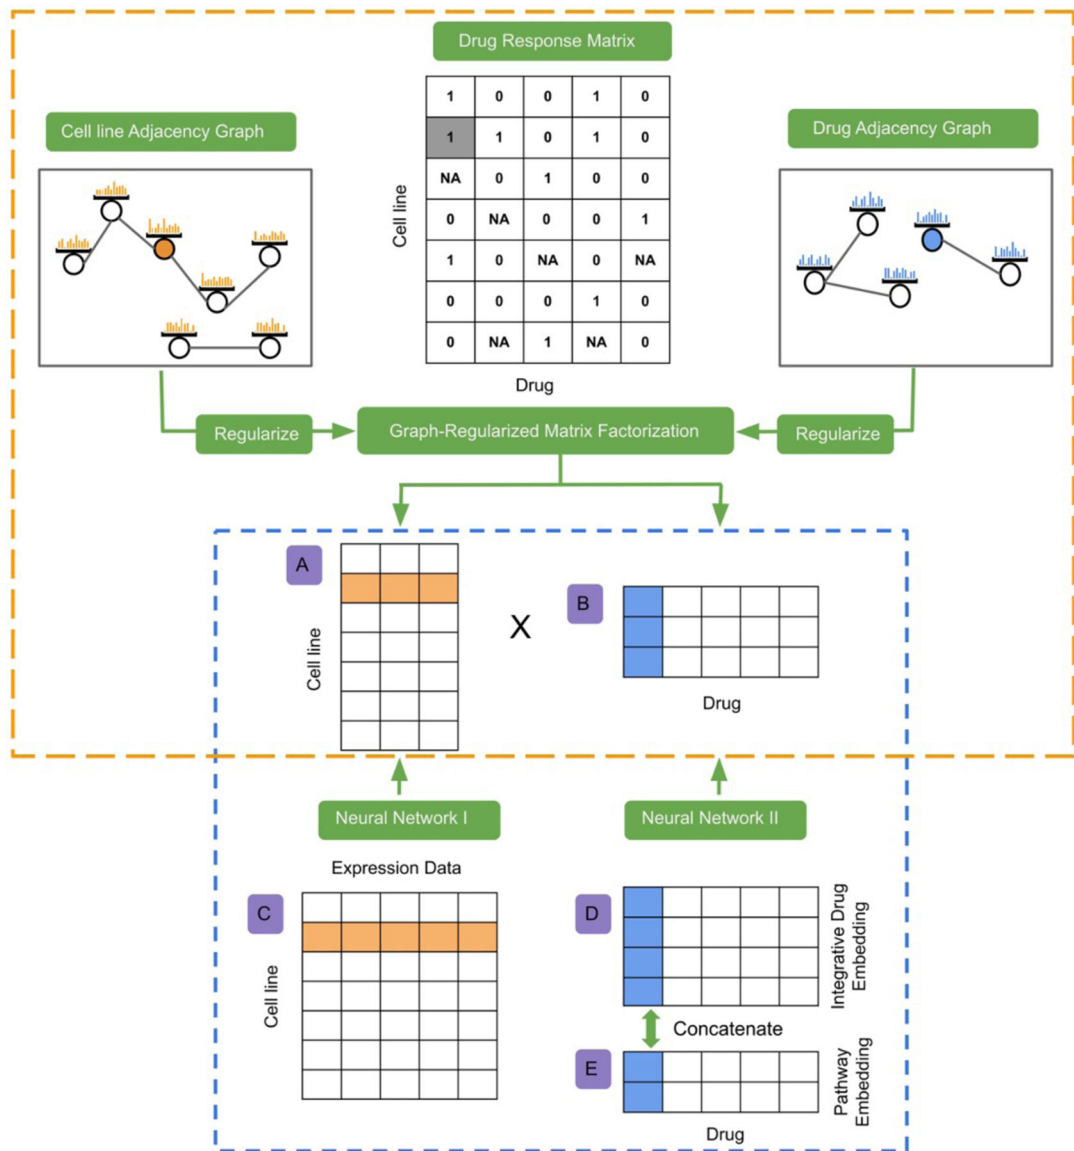 Drug Response Matrix
Cell line Adjacency Graph
Drug Adjacency Graph
Cell line
1 0 0 1 0
1 1 0 1 0
NA 0 1 0 0
0 NA 0 0 1
1 0 NA 0 NA
0 0 0 1 0
0 NA 1 NA 0
Drug
Regularize
Graph-Regularized Matrix Factorization
Regularize
A
Cell line
X
B
Drug
Neural Network I
Neural Network II
Expression Data
C
Cell line
D
Integrative Drug
Embedding
Concatenate
E
Pathway
Embedding
Drug